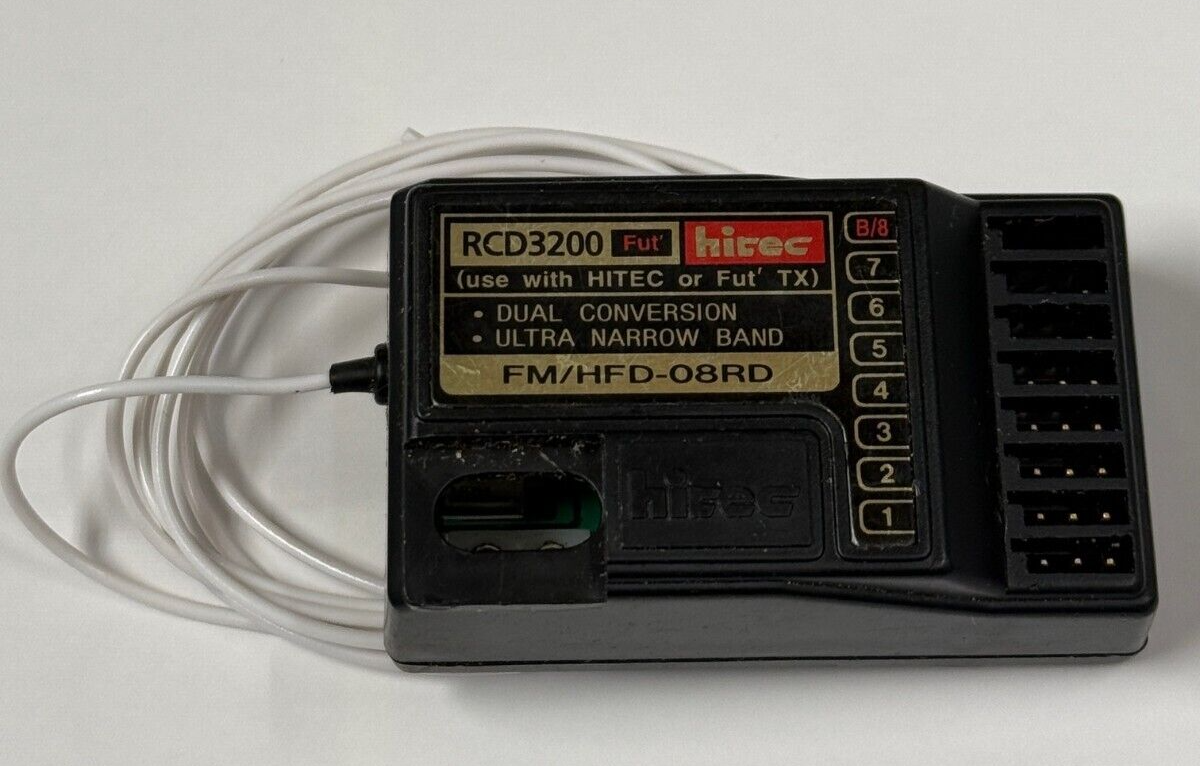 RCD3200 Fut' hitec
(use with HITEC or Fut' TX)
• DUAL CONVERSION
• ULTRA NARROW BAND
FM/HFD-08RD
B/8
7
6
5
4
3
2
1
hitec